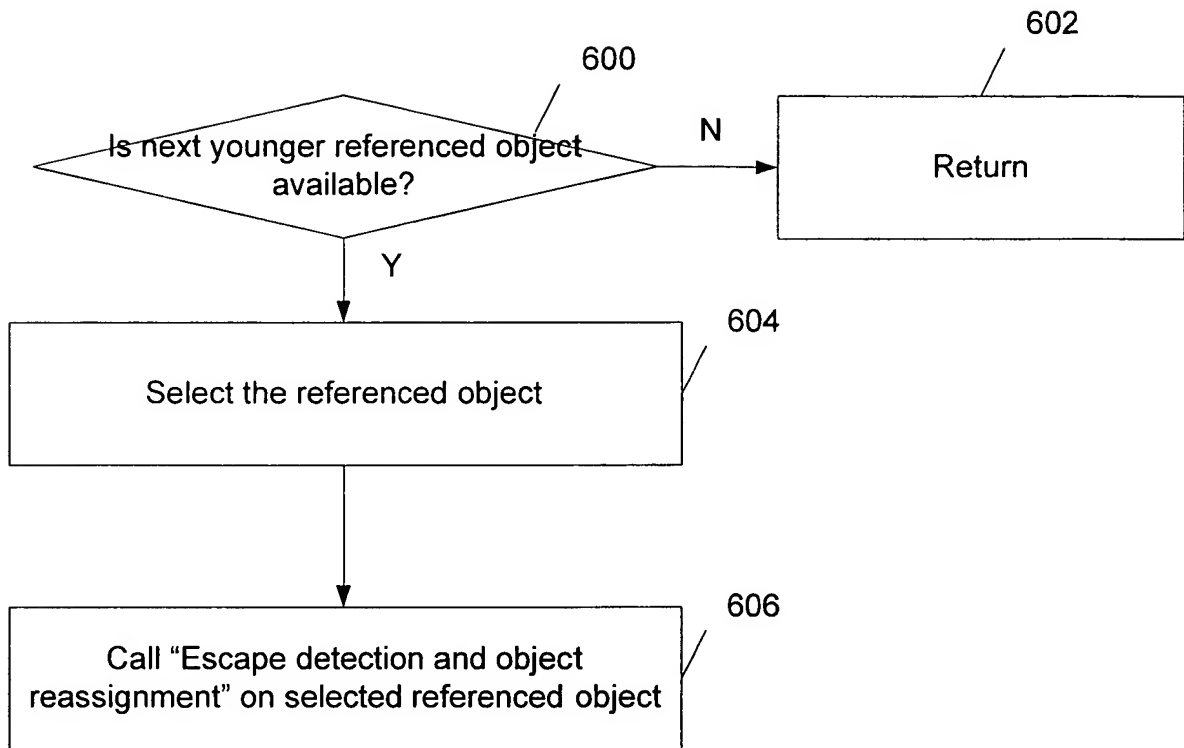 600
602
Is next younger referenced object
available?
N
Return
Y
604
Select the referenced object
606
Call “Escape detection and object
reassignment” on selected referenced object